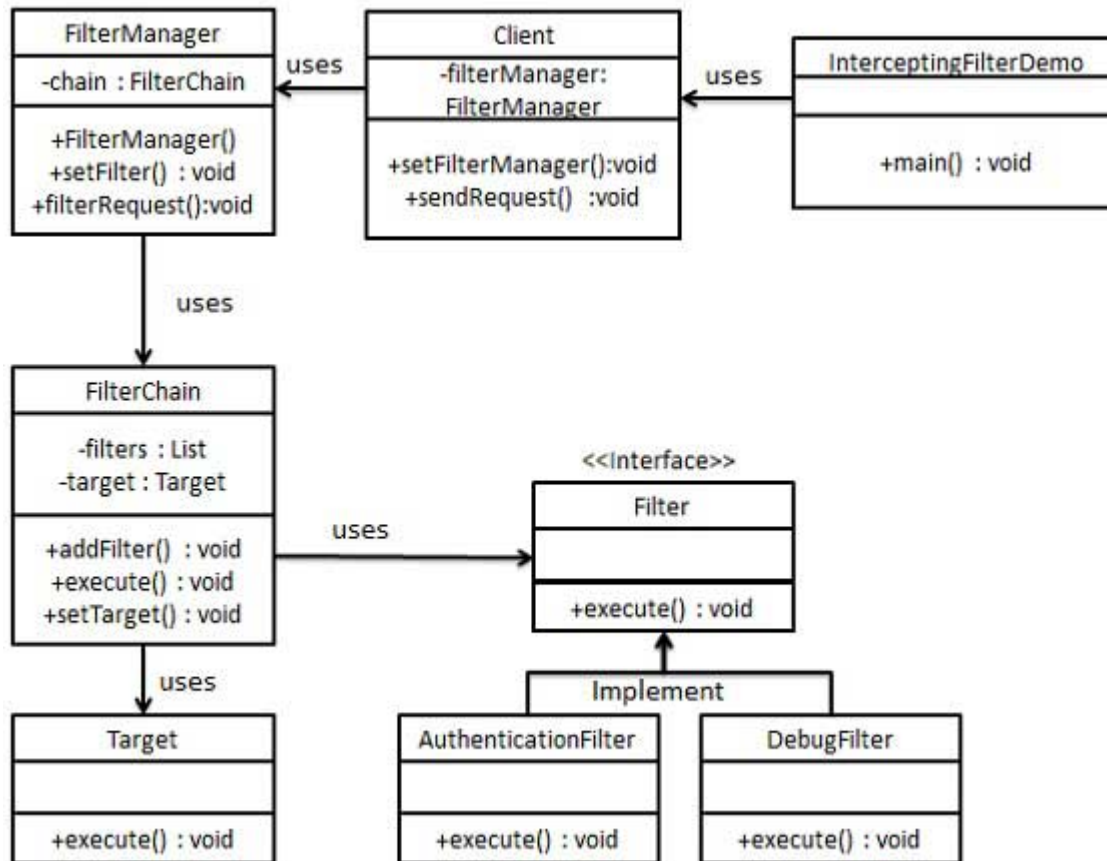 FilterManager
-chain : FilterChain
+FilterManager()
+setFilter() : void
+filterRequest():void
uses
Client
-filterManager:
FilterManager
+setFilterManager():void
+sendRequest() :void
uses
InterceptingFilterDemo
+main() : void
uses
FilterChain
-filters : List
-target : Target
+addFilter() : void
+execute() : void
+setTarget() : void
uses
<<Interface>>
Filter
+execute() : void
uses
Implement
Target
+execute() : void
AuthenticationFilter
+execute() : void
DebugFilter
+execute() : void